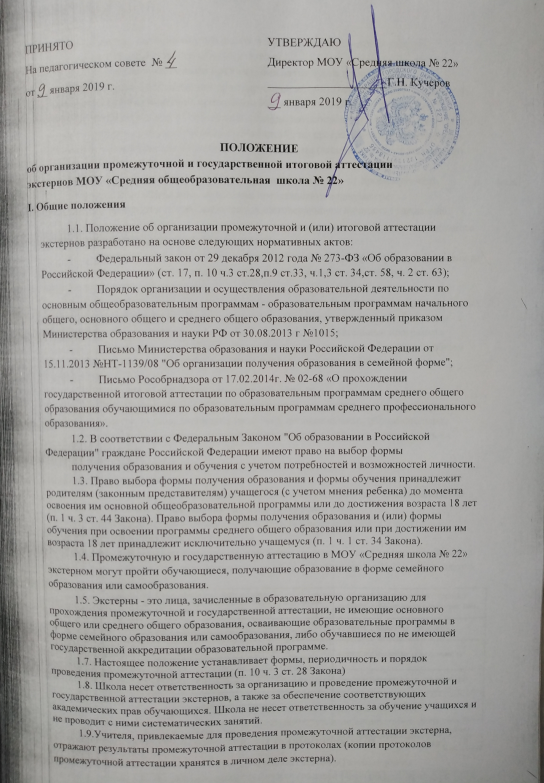 ПРИНЯТО
На педагогическом совете № 4
от 9 января 2019 г.
УТВЕРЖДАЮ
Директор МОУ «Средняя школа № 22»
Г.Н. Кучеров
9 января 2019 г.
ПОЛОЖЕНИЕ
об организации промежуточной и государственной итоговой аттестации
экстернов МОУ «Средняя общеобразовательная школа № 22»
I. Общие положения
1.1. Положение об организации промежуточной и (или) итоговой аттестации
экстернов разработано на основе следующих нормативных актов:
- Федеральный закон от 29 декабря 2012 года № 273-ФЗ «Об образовании в
Российской Федерации» (ст. 17, п. 10 ч.3 ст.28,п.9 ст.33, ч.1,3 ст. 34,ст. 58, ч. 2 ст. 63);
- Порядок организации и осуществления образовательной деятельности по
основным общеобразовательным программам - образовательным программам начального
общего, основного общего и среднего общего образования, утвержденный приказом
Министерства образования и науки РФ от 30.08.2013 г №1015;
- Письмо Министерства образования и науки Российской Федерации от
15.11.2013 №НТ-1139/08 "Об организации получения образования в семейной форме";
- Письмо Рособрнадзора от 17.02.2014г. № 02-68 «О прохождении
государственной итоговой аттестации по образовательным программам среднего общего
образования обучающимися по образовательным программам среднего профессионального
образования».
1.2. В соответствии с Федеральным Законом "Об образовании в Российской
Федерации" граждане Российской Федерации имеют право на выбор формы
получения образования и обучения с учетом потребностей и возможностей личности.
1.3. Право выбора формы получения образования и формы обучения принадлежит
родителям (законным представителям) учащегося (с учетом мнения ребенка) до момента
освоения им основной общеобразовательной программы или до достижения возраста 18 лет
(п. 1 ч. 3 ст. 44 Закона). Право выбора формы получения образования и (или) формы
обучения при освоении программы среднего общего образования или при достижении им
возраста 18 лет принадлежит исключительно учащемуся (п. 1 ч. 1 ст. 34 Закона).
1.4. Промежуточную и государственную аттестацию в МОУ «Средняя школа № 22»
экстерном могут пройти обучающиеся, получающие образование в форме семейного
образования или самообразования.
1.5. Экстерны - это лица, зачисленные в образовательную организацию для
прохождения промежуточной и государственной аттестации, не имеющие основного
общего или среднего общего образования, осваивающие образовательные программы в
форме семейного образования или самообразования, либо обучавшиеся по не имеющей
государственной аккредитации образовательной программе.
1.7. Настоящее положение устанавливает формы, периодичность и порядок
проведения промежуточной аттестации (п. 10 ч. 3 ст. 28 Закона)
1.8. Школа несет ответственность за организацию и проведение промежуточной и
государственной аттестации экстернов, а также за обеспечение соответствующих
академических прав обучающихся. Школа не несет ответственность за обучение учащихся и
не проводит с ними систематических занятий.
1.9.Учителя, привлекаемые для проведения промежуточной аттестации экстерна,
отражают результаты промежуточной аттестации в протоколах (копии протоколов
промежуточной аттестации хранятся в личном деле экстерна).